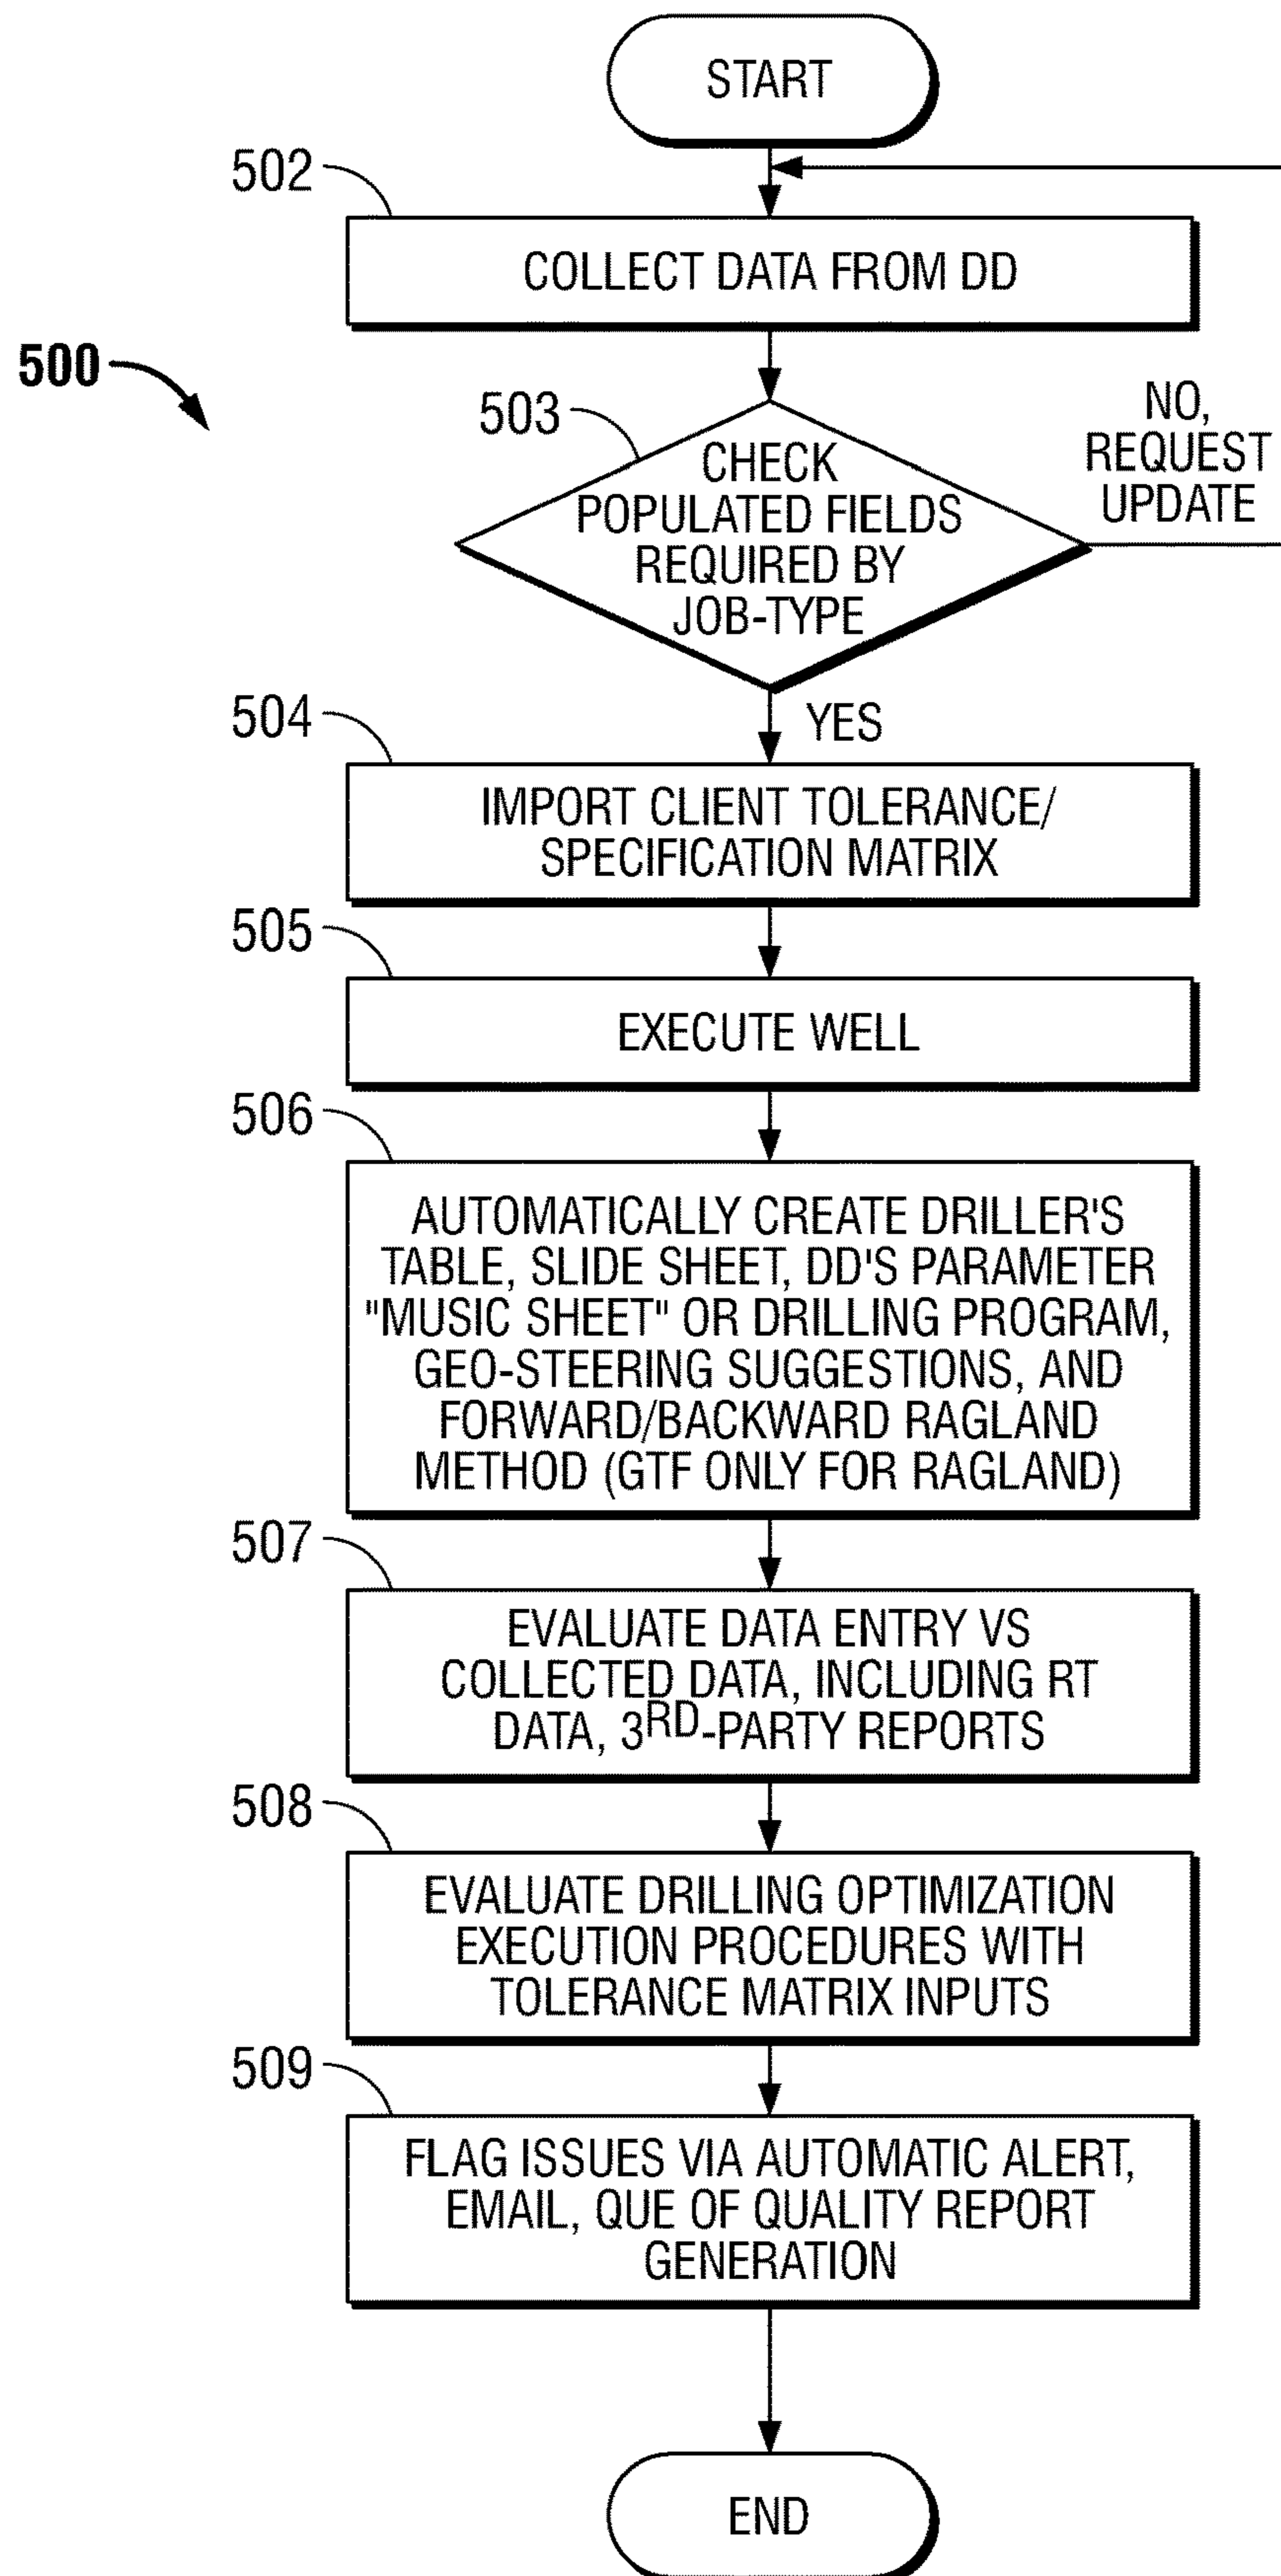 START
502
COLLECT DATA FROM DD
500
503
CHECK
POPULATED FIELDS
REQUIRED BY
JOB-TYPE
NO,
REQUEST
UPDATE
YES
504
IMPORT CLIENT TOLERANCE/
SPECIFICATION MATRIX
505
EXECUTE WELL
506
AUTOMATICALLY CREATE DRILLER'S
TABLE, SLIDE SHEET, DD'S PARAMETER
"MUSIC SHEET" OR DRILLING PROGRAM,
GEO-STEERING SUGGESTIONS, AND
FORWARD/BACKWARD RAGLAND
METHOD (GTF ONLY FOR RAGLAND)
507
EVALUATE DATA ENTRY VS
COLLECTED DATA, INCLUDING RT
DATA, 3RD-PARTY REPORTS
508
EVALUATE DRILLING OPTIMIZATION
EXECUTION PROCEDURES WITH
TOLERANCE MATRIX INPUTS
509
FLAG ISSUES VIA AUTOMATIC ALERT,
EMAIL, QUE OF QUALITY REPORT
GENERATION
END